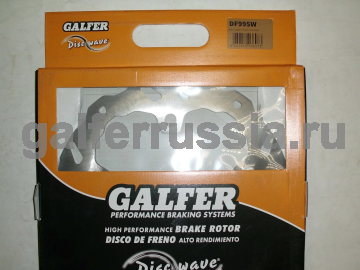 GALFER
Disc wave
DF995W
galferrussia.ru
GALFER
PERFORMANCE BRAKING SYSTEMS
HIGH PERFORMANCE BRAKE ROTOR
DISCO DE FRENO ALTO RENDIMIENTO
Disc wave